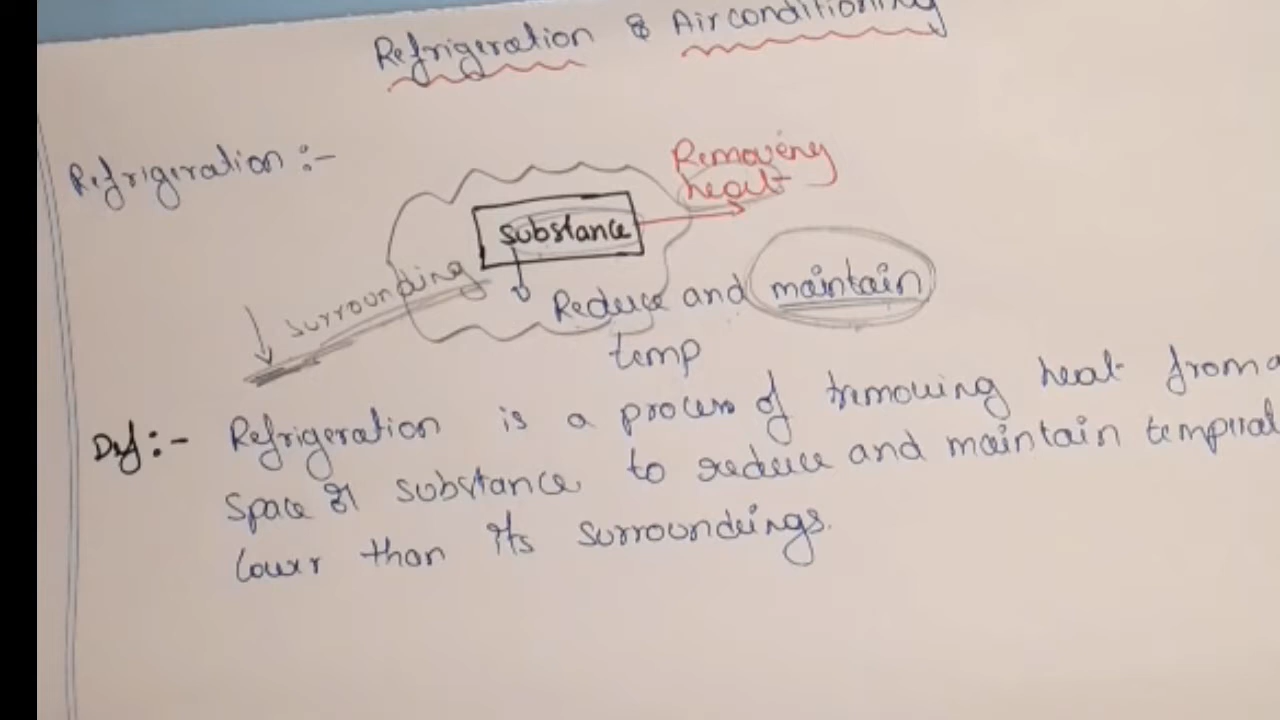 Refrigeration & Airconditioning
Refrigeration :-
Removing
heat
substance
surrounding
Reduce and maintain
temp
Def :- Refrigeration is a process of removing heat from a
space or substance to reduce and maintain temperat
lower than its surroundings.